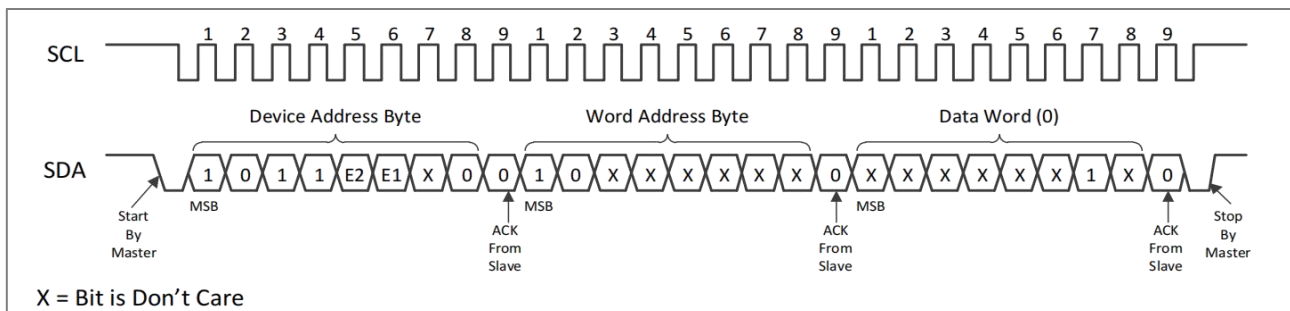 SCL 1 2 3 4 5 6 7 8 9 1 2 3 4 5 6 7 8 9 1 2 3 4 5 6 7 8 9
Device Address Byte Word Address Byte Data Word (0)
SDA 1 0 1 1 E2 E1 X 0 0 1 0 X X X X X X 0 X X X X X X 1 X 0
MSB MSB MSB
Start
By
Master
ACK
From
Slave
ACK
From
Slave
ACK
From
Slave
Stop
By
Master
X = Bit is Don't Care